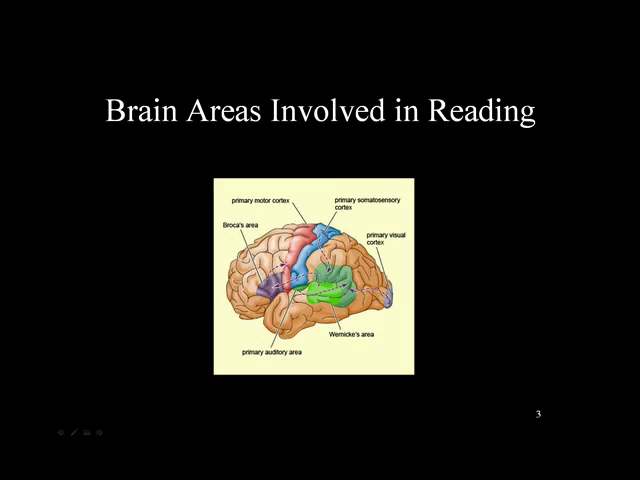 Brain Areas Involved in Reading
primary motor cortex
primary somatosensory
cortex
Broca's area
primary visual
cortex
Wernicke's area
primary auditory area
3